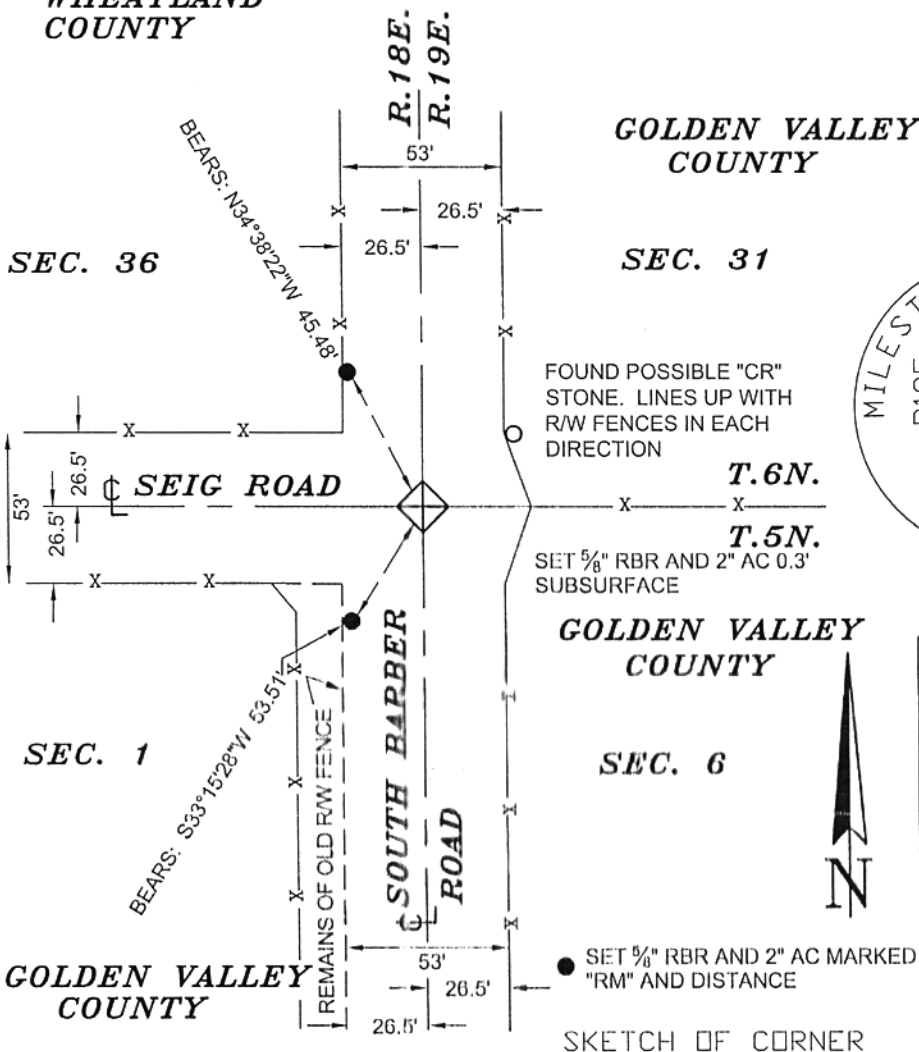 WHEATLAND
COUNTY
R.18E.
R.19E.
GOLDEN VALLEY
COUNTY
53'
26.5'
26.5'
BEARS: N34°38'22"W 45.48'
SEC. 36
SEC. 31
MILEST
FOUND POSSIBLE "CR"
STONE. LINES UP WITH
R/W FENCES IN EACH
DIRECTION
X
X
X
X
X
X
53'
26.5'
26.5'
℄ SEIG ROAD
T.6N.
X
X
T.5N.
SET 5/8" RBR AND 2" AC 0.3'
SUBSURFACE
X
X
GOLDEN VALLEY
COUNTY
BEARS: S33°15'28"W 53.51'
REMAINS OF OLD R/W FENCE
℄ SOUTH BARBER
ROAD
SEC. 1
SEC. 6
X
X
X
X
X
X
N
53'
26.5'
26.5'
GOLDEN VALLEY
COUNTY
SET 5/8" RBR AND 2" AC MARKED
"RM" AND DISTANCE
SKETCH OF CORNER